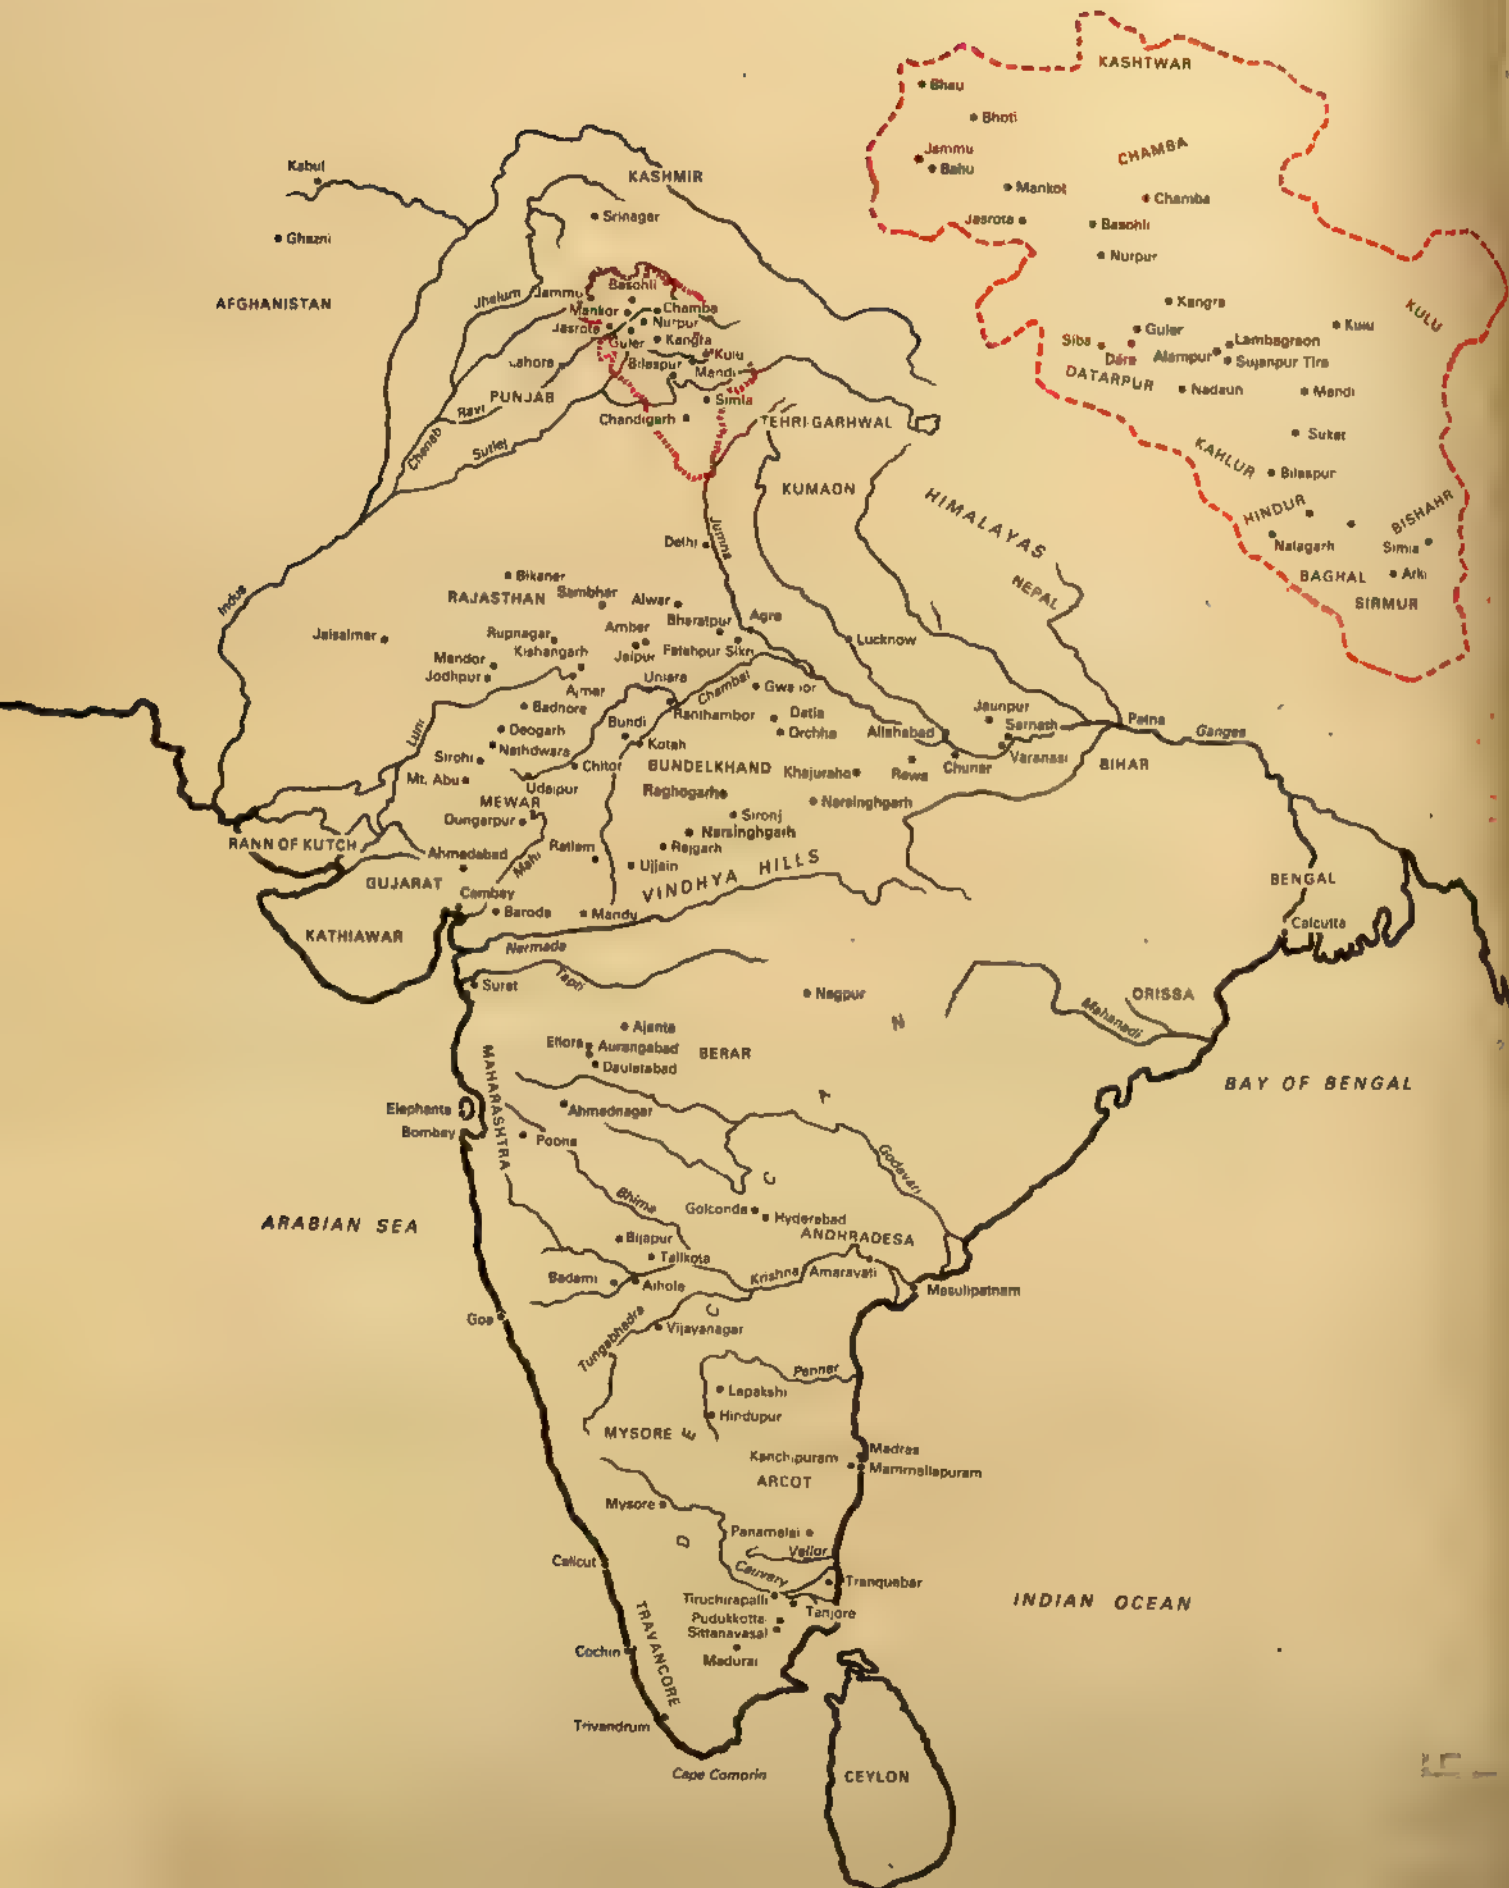 KASHTWAR
Bhau
Bhoti
Jammu
Bahu
CHAMBA
Mankot
Chamba
Jasrota
Basohli
Nurpur
Kangra
KULU
Guler
Kulu
Siba
Dara
Alampur
Lambagraon
Sujanpur Tira
DATARPUR
Nadaun
Mandi
Suket
KAHLUR
Bilaspur
HINDUR
BISHAHR
Nalagarh
Simla
BAGHAL
Arki
SIRMUR
Kabul
KASHMIR
Srinagar
Ghazni
AFGHANISTAN
Jhelum
Jammu
Basohli
Mankot
Chamba
Jasrota
Nurpur
Guler
Kangra
Lahore
Bilaspur
Kulu
Mandi
PUNJAB
Ravi
Simla
Chandigarh
TEHRI-GARHWAL
Chenab
Sutlej
KUMAON
HIMALAYAS
Delhi
Jumna
NEPAL
Indus
Bikaner
RAJASTHAN
Sambhar
Alwar
Bharatpur
Agra
Jaisalmer
Rupnagar
Amber
Lucknow
Kishangarh
Jaipur
Fatehpur Sikri
Mandor
Jodhpur
Ajmer
Uniara
Chambal
Gwalior
Badnore
Ranthambor
Datia
Jaunpur
Luni
Deogarh
Bundi
Orchha
Allahabad
Sarnath
Patna
Ganges
Nathdwara
Kotah
Sirohi
Chitor
BUNDELKHAND
Khajuraho
Rewa
Chunar
Varanasi
BIHAR
Mt. Abu
Udaipur
Raghogarh
MEWAR
Narsinghgarh
Dungarpur
Sironj
Narsinghgarh
RANN OF KUTCH
Ahmedabad
Mahi
Ratlam
Rajgarh
Ujjain
VINDHYA HILLS
GUJARAT
BENGAL
Cambay
Baroda
Mandu
Calcutta
KATHIAWAR
Narmada
Surat
Tapti
Nagpur
ORISSA
Mahanadi
Ajanta
Ellora
Aurangabad
BERAR
Daulatabad
BAY OF BENGAL
MAHARASHTRA
Elephanta
Ahmadnagar
Bombay
Poona
Godavari
Bhima
Golconda
Hyderabad
ARABIAN SEA
ANDHRADESA
Bijapur
Talikota
Badami
Aihole
Krishna
Amaravati
Masulipatnam
Goa
Tungabhadra
Vijayanagar
Penner
Lepakshi
Hindupur
MYSORE
Madras
Kanchipuram
Mammallapuram
ARCOT
Mysore
Panamalai
Vellar
Calicut
Cauvery
Tranquebar
Tiruchirapalli
Tanjore
INDIAN OCEAN
Pudukkotta
Sittanavasal
TRAVANCORE
Cochin
Madurai
Trivandrum
Cape Comorin
CEYLON
D E C C A N